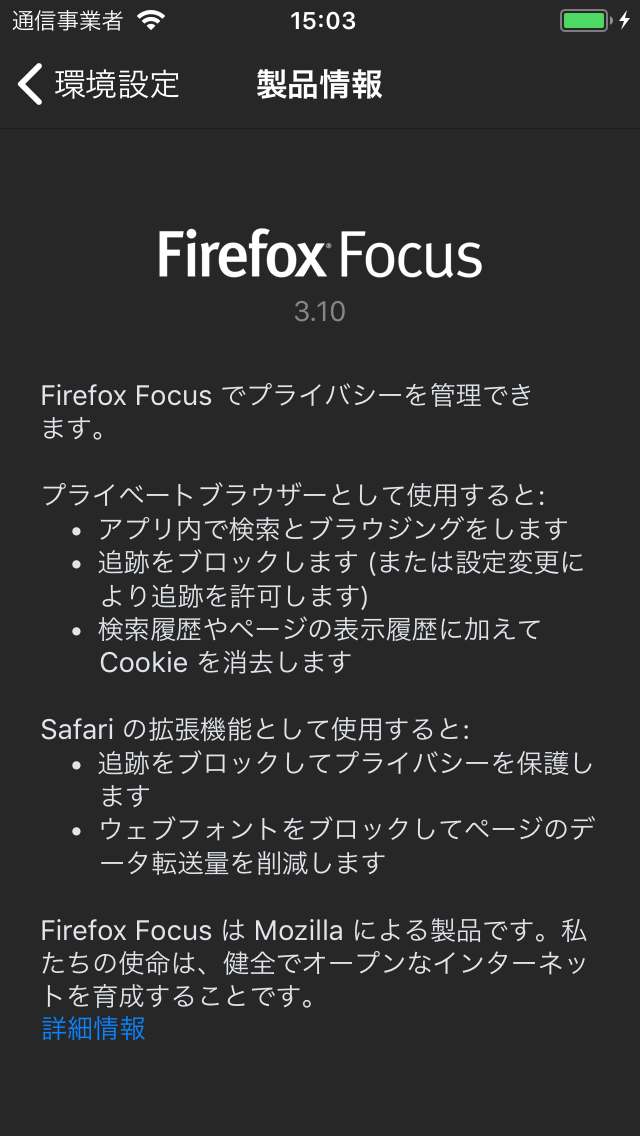 通信事業者 15:03
環境設定 製品情報
Firefox® Focus
3.10
Firefox Focus でプライバシーを管理でき
ます。
プライベートブラウザーとして使用すると:
• アプリ内で検索とブラウジングをします
• 追跡をブロックします (または設定変更に
より追跡を許可します)
• 検索履歴やページの表示履歴に加えて
Cookie を消去します
Safari の拡張機能として使用すると:
• 追跡をブロックしてプライバシーを保護し
ます
• ウェブフォントをブロックしてページのデ
ータ転送量を削減します
Firefox Focus は Mozilla による製品です。私
たちの使命は、健全でオープンなインターネッ
トを育成することです。
詳細情報